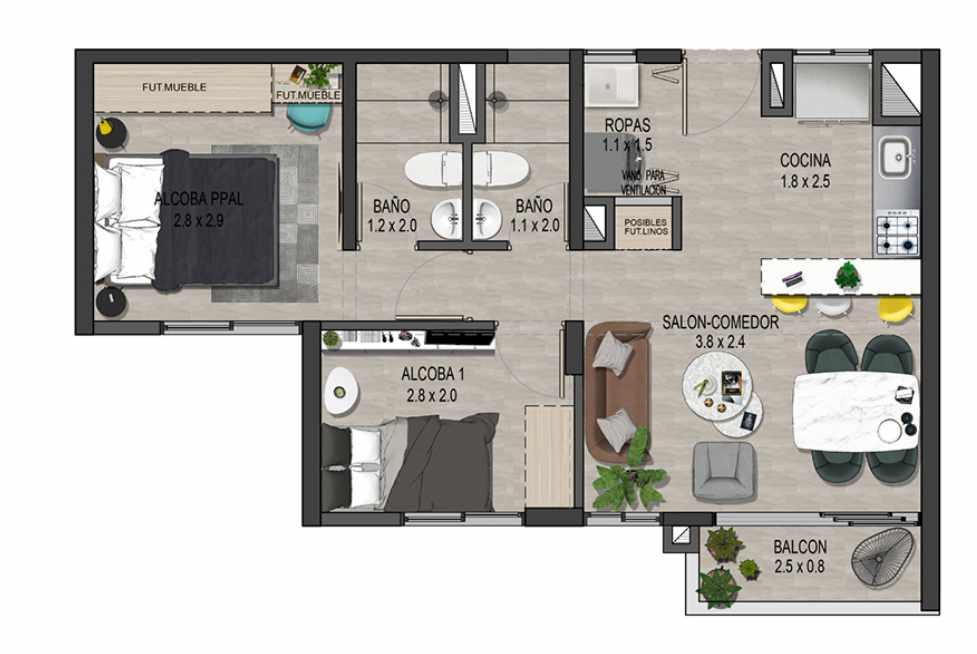 FUT.MUEBLE
FUT.MUEBLE
ALCOBA PPAL
2.8 x 2.9
BAÑO
1.2 x 2.0
BAÑO
1.1 x 2.0
ROPAS
1.1 x 1.5
VANO PARA
VENTILACIÓN
POSIBLES
FUT.LINOS
COCINA
1.8 x 2.5
SALON-COMEDOR
3.8 x 2.4
ALCOBA 1
2.8 x 2.0
BALCON
2.5 x 0.8